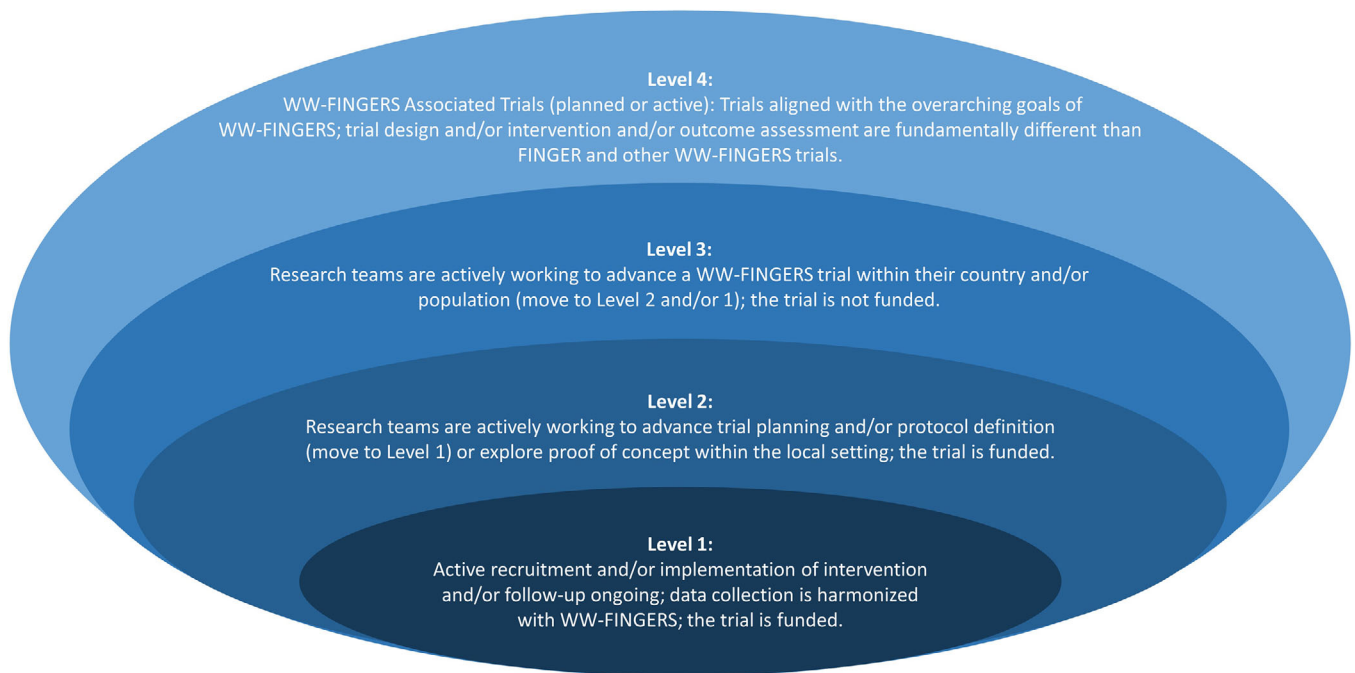 Level 4:
WW-FINGERS Associated Trials (planned or active): Trials aligned with the overarching goals of
WW-FINGERS; trial design and/or intervention and/or outcome assessment are fundamentally different than
FINGER and other WW-FINGERS trials.
Level 3:
Research teams are actively working to advance a WW-FINGERS trial within their country and/or
population (move to Level 2 and/or 1); the trial is not funded.
Level 2:
Research teams are actively working to advance trial planning and/or protocol definition
(move to Level 1) or explore proof of concept within the local setting; the trial is funded.
Level 1:
Active recruitment and/or implementation of intervention
and/or follow-up ongoing; data collection is harmonized
with WW-FINGERS; the trial is funded.